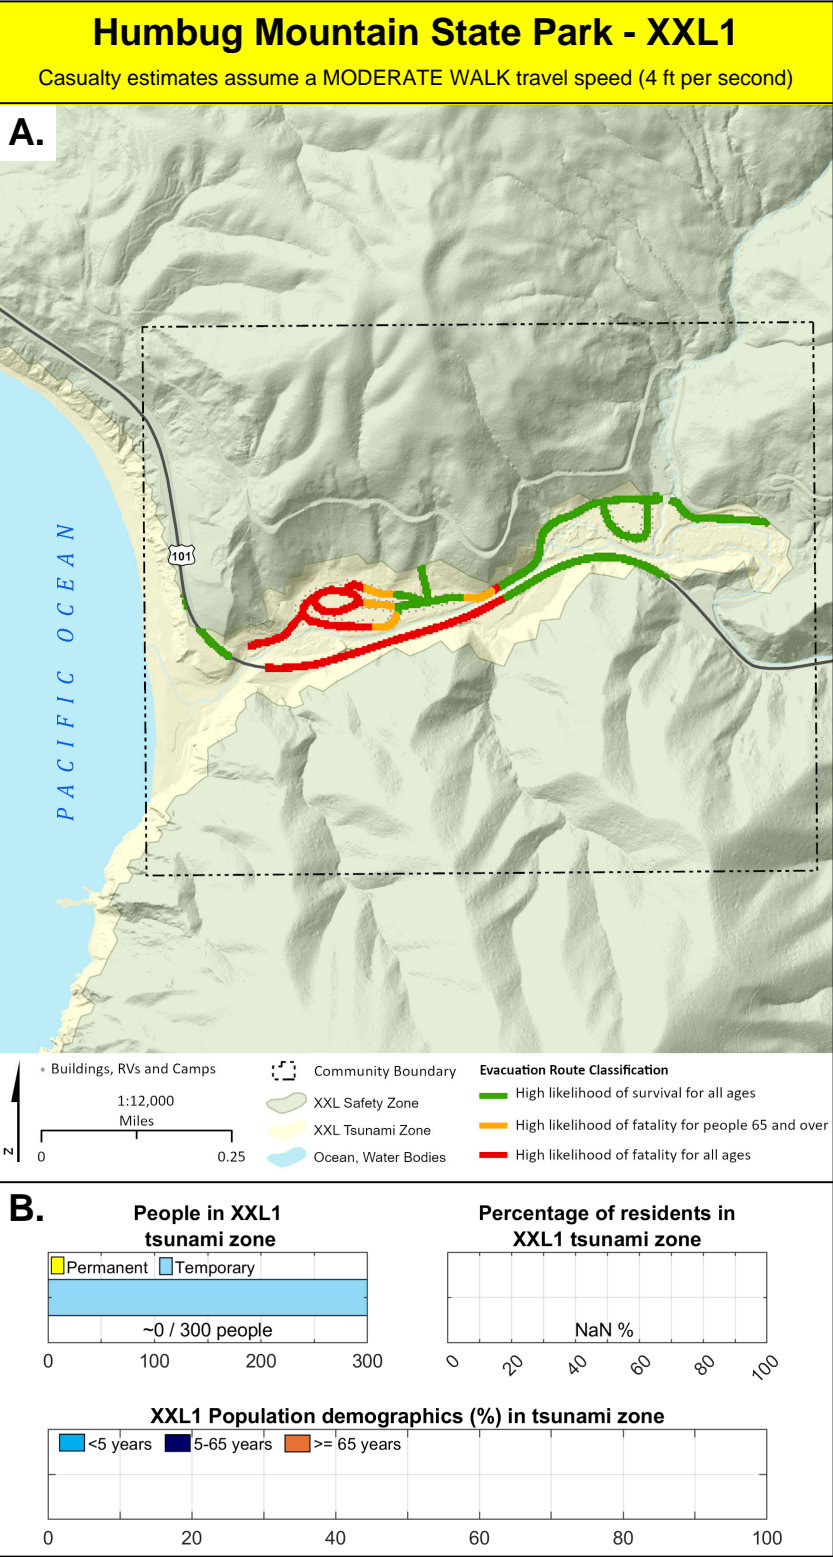 Humbug Mountain State Park - XXL1
Casualty estimates assume a MODERATE WALK travel speed (4 ft per second)
A.
101
PACIFIC OCEAN
Buildings, RVs and Camps
1:12,000
Miles
0 0.25
N
Community Boundary
XXL Safety Zone
XXL Tsunami Zone
Ocean, Water Bodies
Evacuation Route Classification
High likelihood of survival for all ages
High likelihood of fatality for people 65 and over
High likelihood of fatality for all ages
B.
People in XXL1
tsunami zone
Permanent Temporary
~0 / 300 people
0 100 200 300
Percentage of residents in
XXL1 tsunami zone
NaN %
0 20 40 60 80 100
XXL1 Population demographics (%) in tsunami zone
<5 years 5-65 years >= 65 years
0 20 40 60 80 100